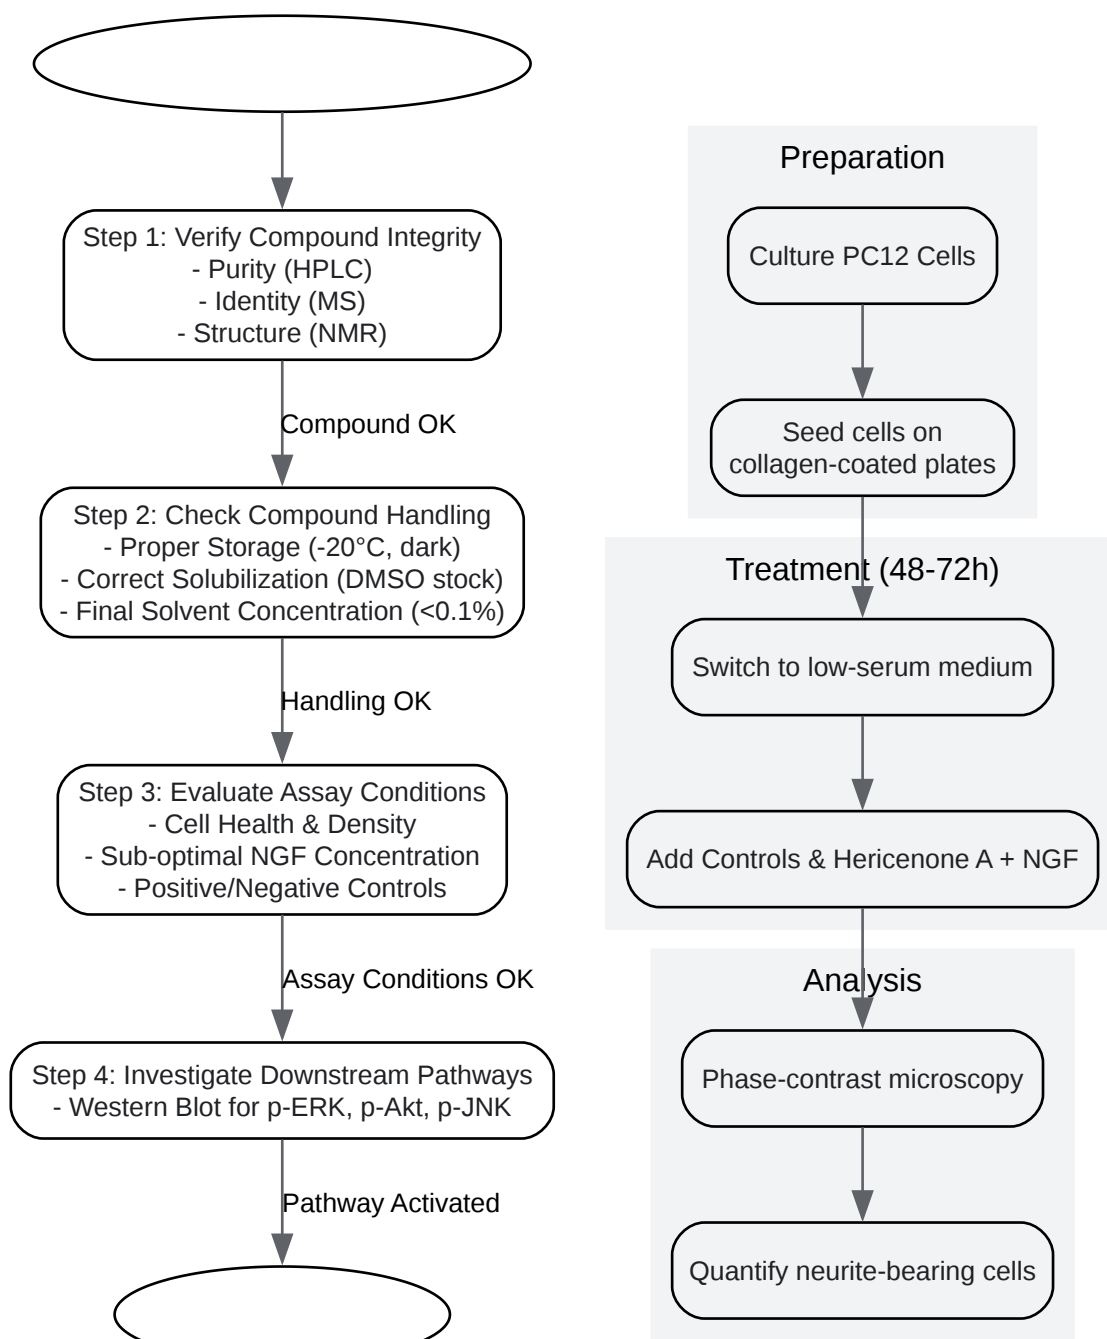 Step 1: Verify Compound Integrity
- Purity (HPLC)
- Identity (MS)
- Structure (NMR)
Compound OK
Step 2: Check Compound Handling
- Proper Storage (-20°C, dark)
- Correct Solubilization (DMSO stock)
- Final Solvent Concentration (<0.1%)
Handling OK
Step 3: Evaluate Assay Conditions
- Cell Health & Density
- Sub-optimal NGF Concentration
- Positive/Negative Controls
Assay Conditions OK
Step 4: Investigate Downstream Pathways
- Western Blot for p-ERK, p-Akt, p-JNK
Pathway Activated
Preparation
Culture PC12 Cells
Seed cells on
collagen-coated plates
Treatment (48-72h)
Switch to low-serum medium
Add Controls & Hericenone A + NGF
Analysis
Phase-contrast microscopy
Quantify neurite-bearing cells